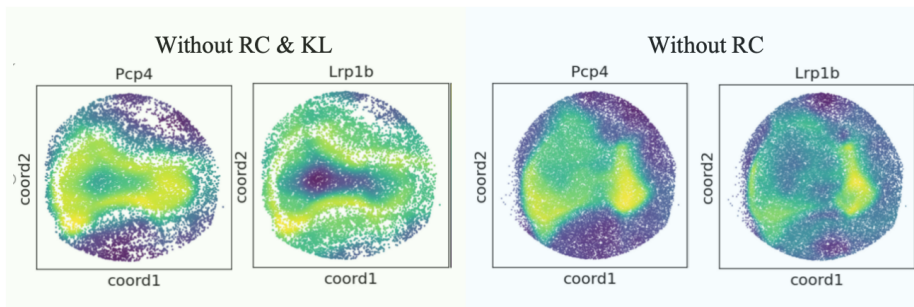 Without RC & KL
Without RC
Pcp4
Lrp1b
Pcp4
Lrp1b
coord2
coord2
coord2
coord2
coord1
coord1
coord1
coord1